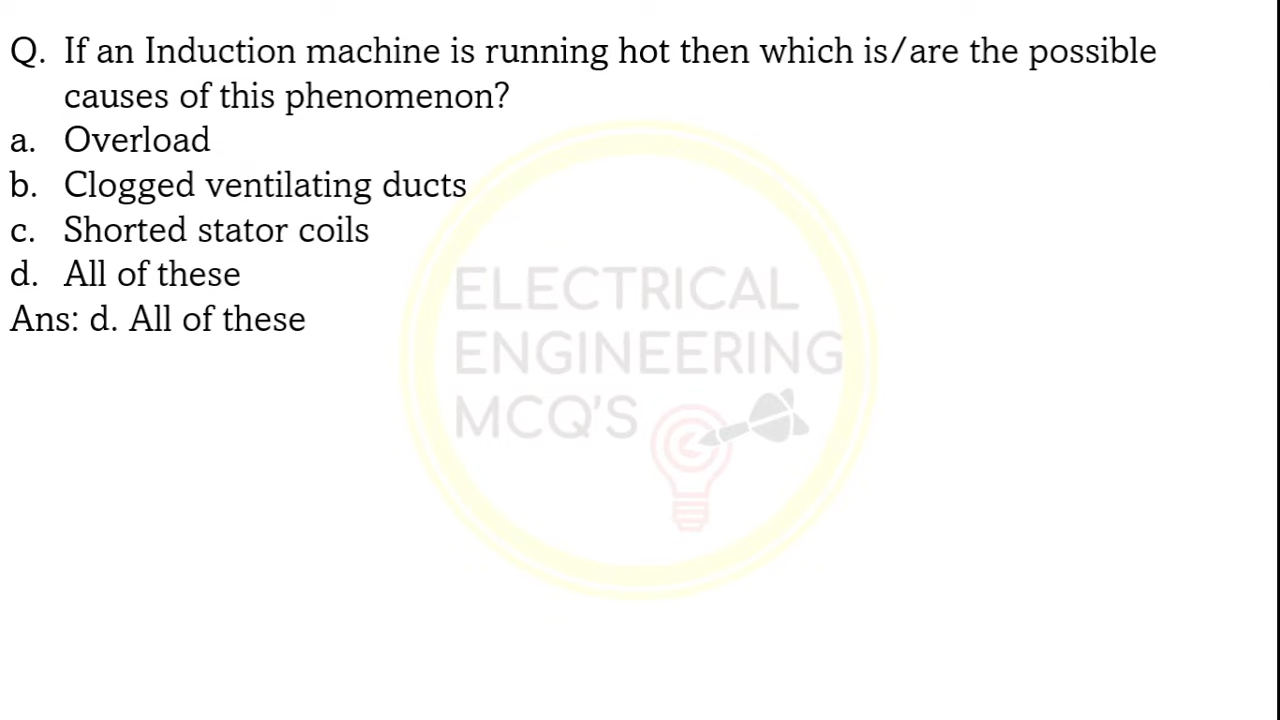 Q. If an Induction machine is running hot then which is/are the possible
causes of this phenomenon?
a. Overload
b. Clogged ventilating ducts
c. Shorted stator coils
d. All of these
Ans: d. All of these
ELECTRICAL
ENGINEERING
MCQ'S